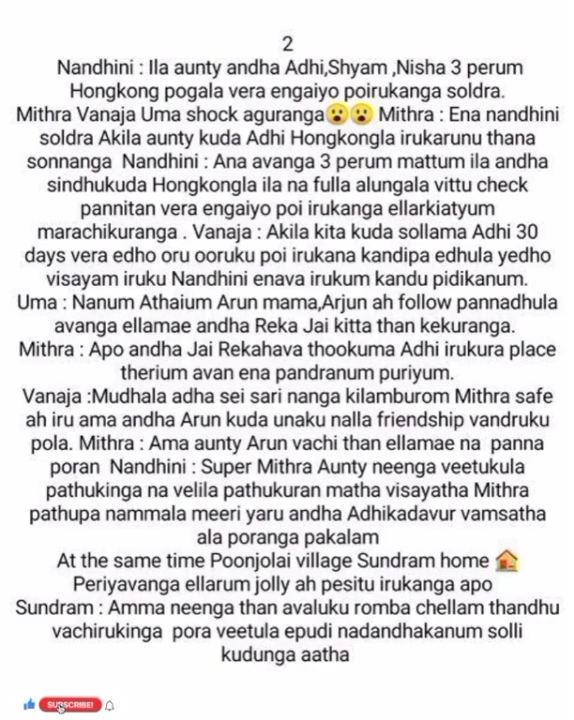 2
Nandhini : Ila aunty andha Adhi,Shyam ,Nisha 3 perum
Hongkong pogala vera engaiyo poirukanga soldra.
Mithra Vanaja Uma shock aguranga😮😮 Mithra : Ena nandhini
soldra Akila aunty kuda Adhi Hongkongla irukarunu thana
sonnanga Nandhini : Ana avanga 3 perum mattum ila andha
sindhukuda Hongkongla ila na fulla alungala vittu check
pannitan vera engaiyo poi irukanga ellarkiatyum
marachikuranga . Vanaja : Akila kita kuda sollama Adhi 30
days vera edho oru ooruku poi irukana kandipa edhula yedho
visayam iruku Nandhini enava irukum kandu pidikanum.
Uma : Nanum Athaium Arun mama,Arjun ah follow pannadhula
avanga ellamae andha Reka Jai kitta than kekuranga.
Mithra : Apo andha Jai Rekahava thookuma Adhi irukura place
therium avan ena pandranum puriyum.
Vanaja :Mudhala adha sei sari nanga kilamburom Mithra safe
ah iru ama andha Arun kuda unaku nalla friendship vandruku
pola. Mithra : Ama aunty Arun vachi than ellamae na panna
poran Nandhini : Super Mithra Aunty neenga veetukula
pathukinga na velila pathukuran matha visayatha Mithra
pathupa nammala meeri yaru andha Adhikadavur vamsatha
ala poranga pakalam
At the same time Poonjolai village Sundram home 🏠
Periyavanga ellarum jolly ah pesitu irukanga apo
Sundram : Amma neenga than avaluku romba chellam thandhu
vachirukinga pora veetula epudi nadandhakanum solli
kudunga aatha
SUBSCRIBE!